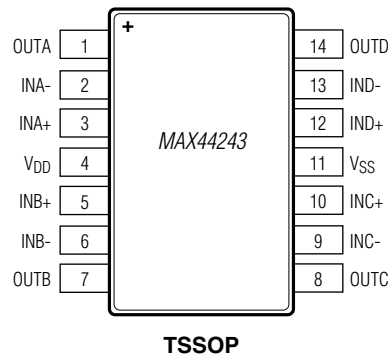 +
OUTA 1 14 OUTD
INA- 2 13 IND-
INA+ 3 12 IND+
MAX44243
VDD 4 11 VSS
INB+ 5 10 INC+
INB- 6 9 INC-
OUTB 7 8 OUTC
TSSOP